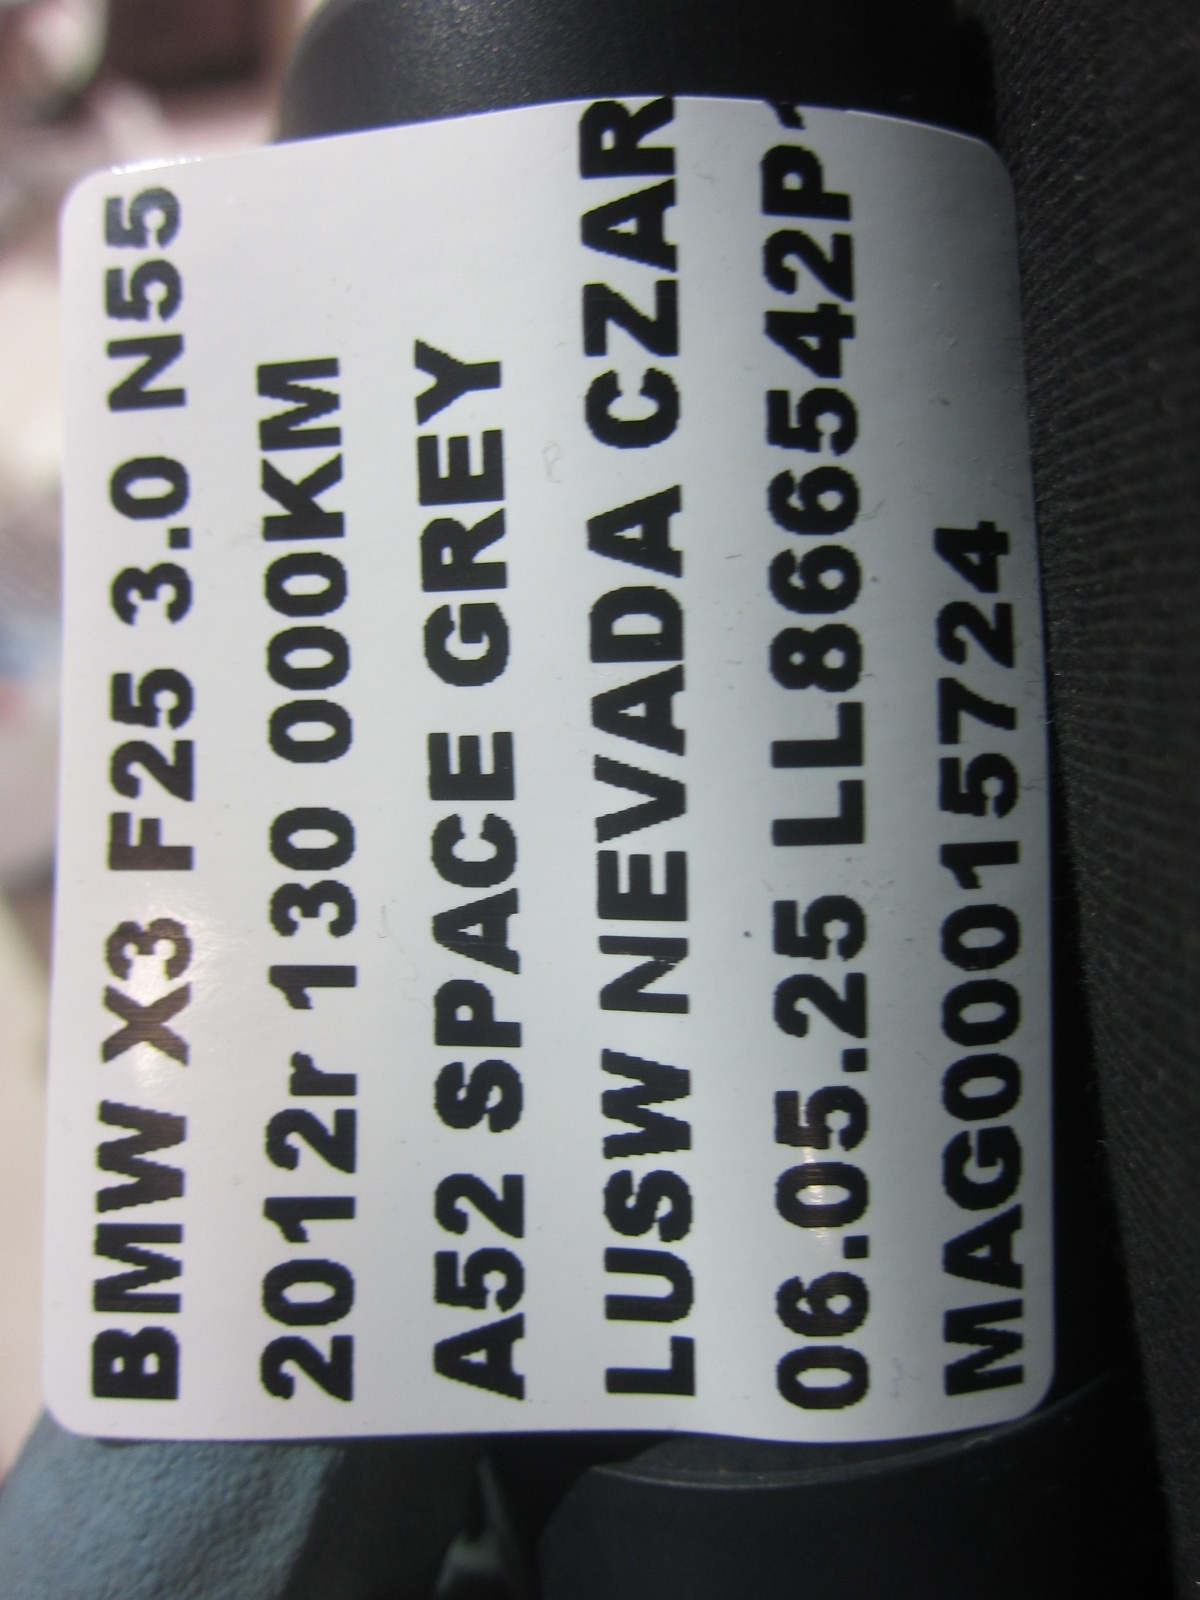 BMW X3 F25 3.0 N55
2012r 130 000KM
A52 SPACE GREY
LUSW NEVADA CZAR
06.05.25 LL866542P
MAG00015724